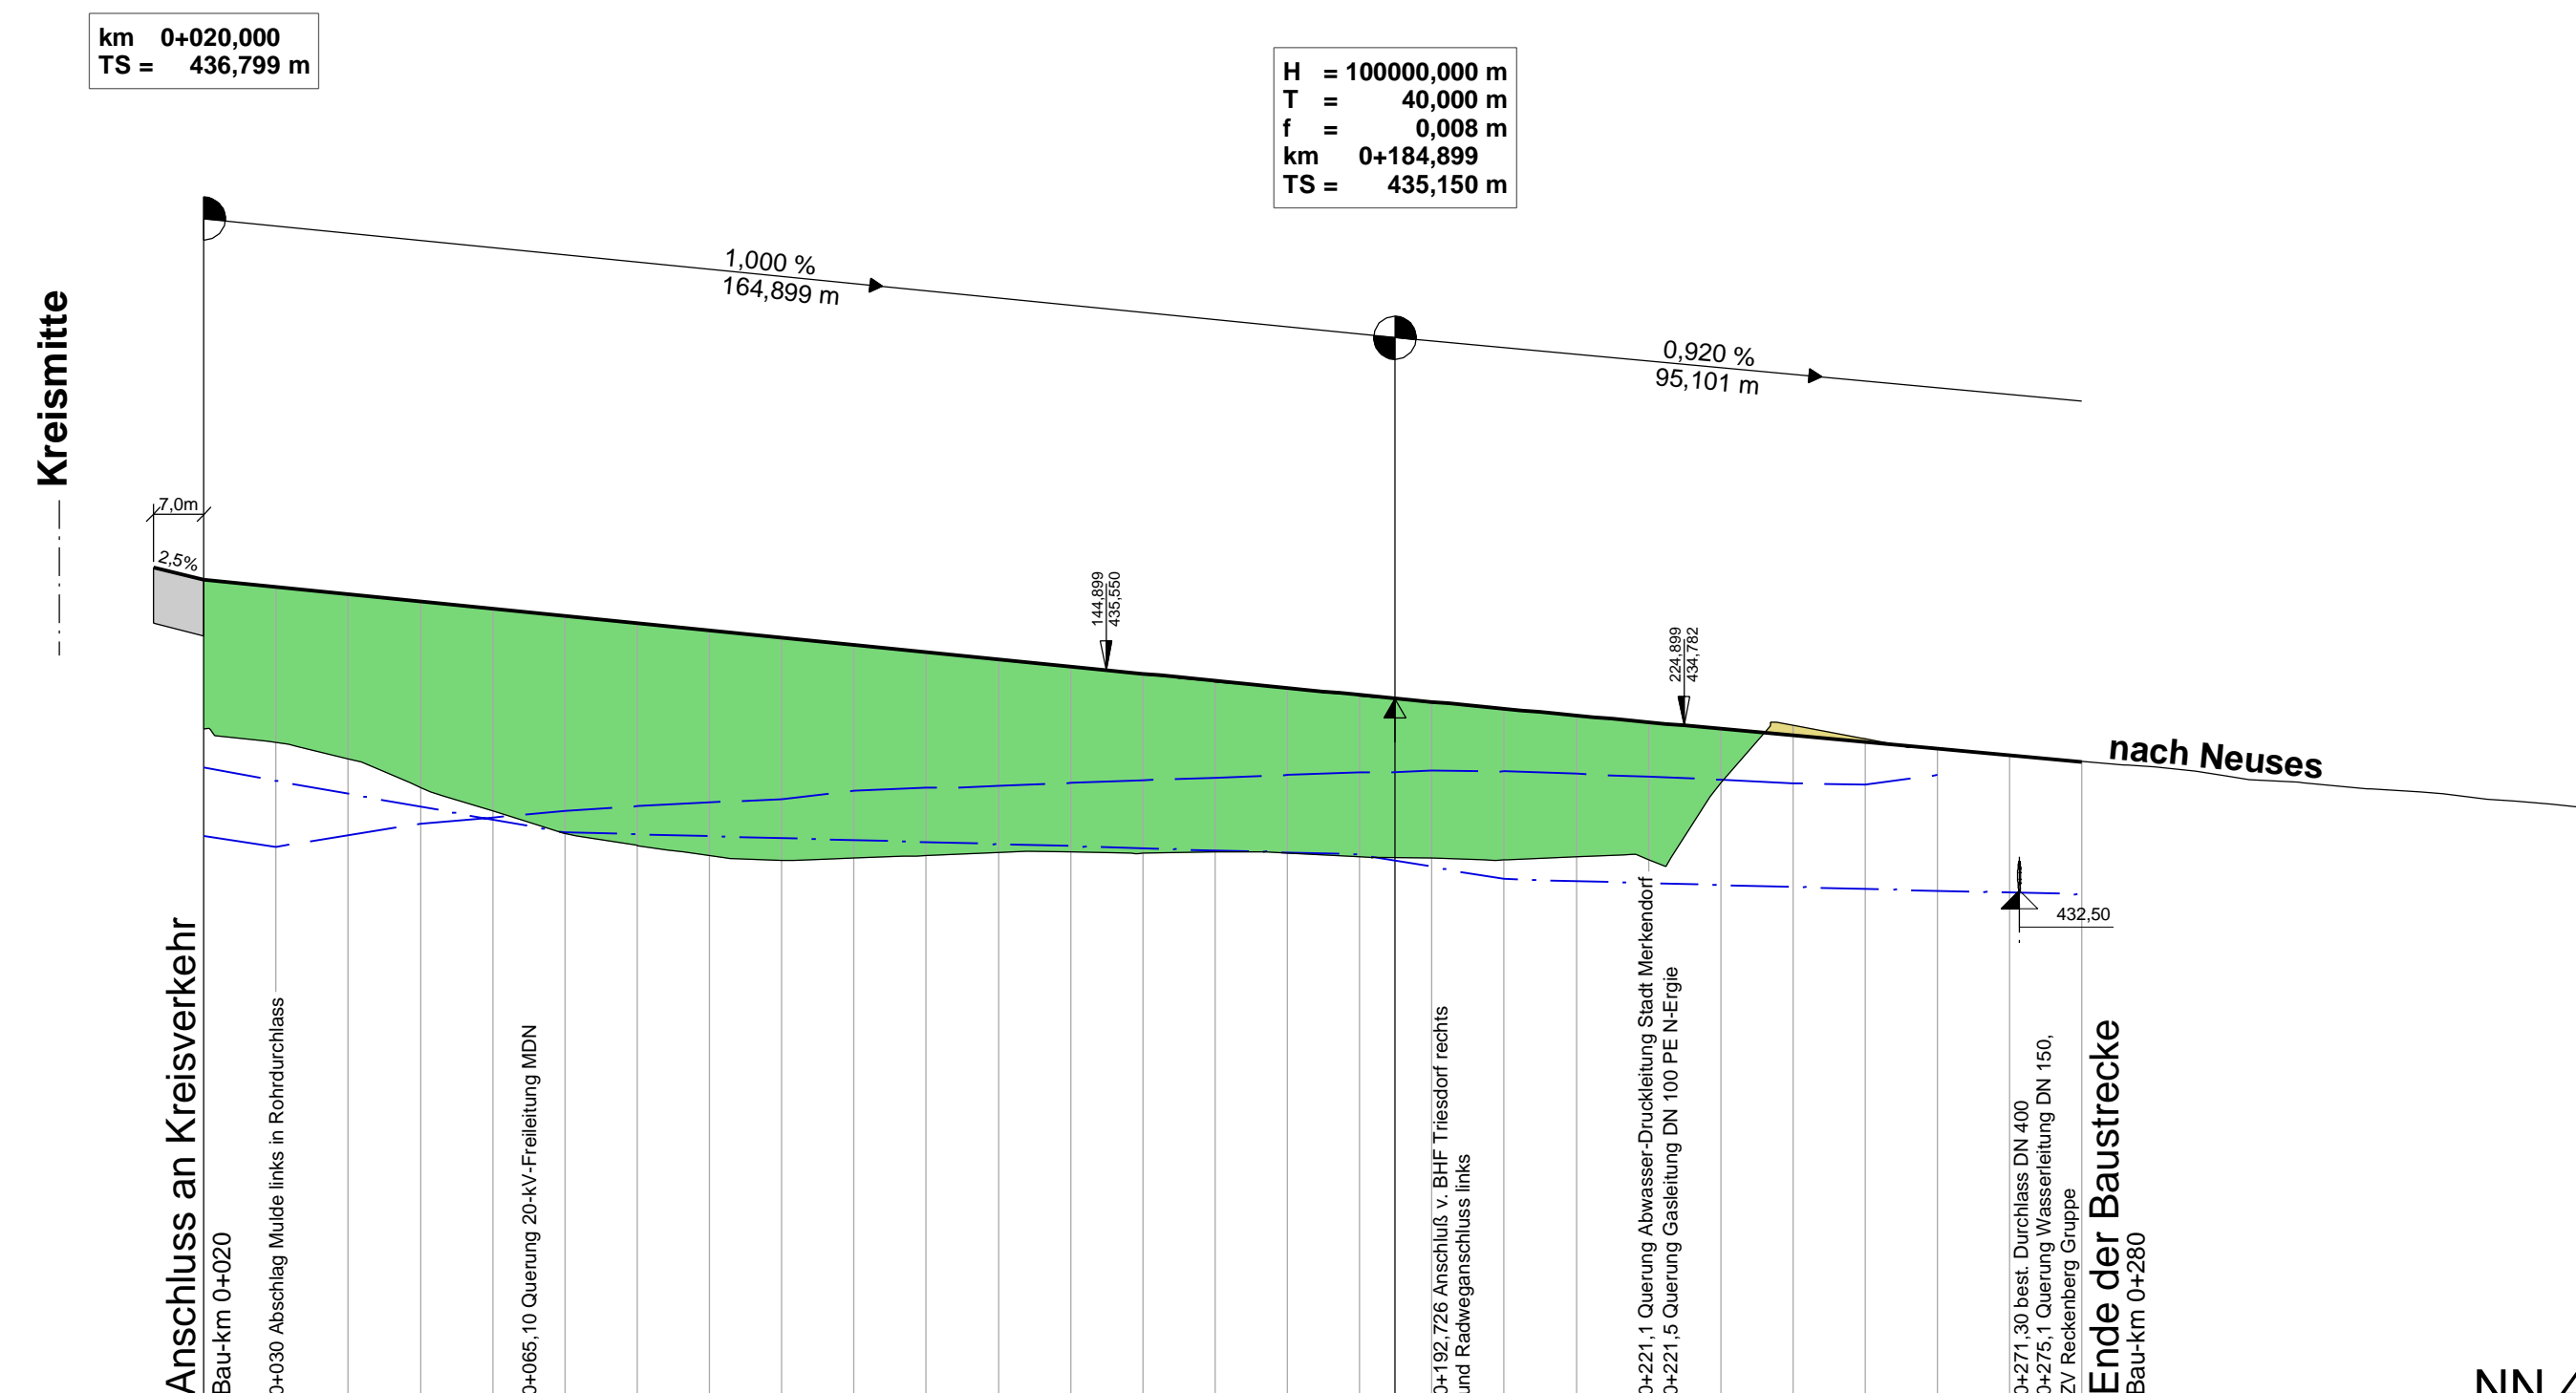 km 0+020,000
TS = 436,799 m
H = 100000,000 m
T = 40,000 m
f = 0,008 m
km 0+184,899
TS = 435,150 m
1,000 %
164,899 m
0,920 %
95,101 m
Kreismitte
7,0m
2,5%
144,899
435,550
224,899
434,782
nach Neuses
432,50
Anschluss an Kreisverkehr
Bau-km 0+020
0+030 Abschlag Mulde links in Rohrdurchlass
0+065,10 Querung 20-kV-Freileitung MDN
0+192,726 Anschluß v. BHF Triesdorf rechts
und Radweganschluss links
0+221,1 Querung Abwasser-Druckleitung Stadt Merkendorf
0+221,5 Querung Gasleitung DN 100 PE N-Ergie
0+271,30 best. Durchlass DN 400
0+275,1 Querung Wasserleitung DN 150,
ZV Reckenberg Gruppe
Ende der Baustrecke
Bau-km 0+280